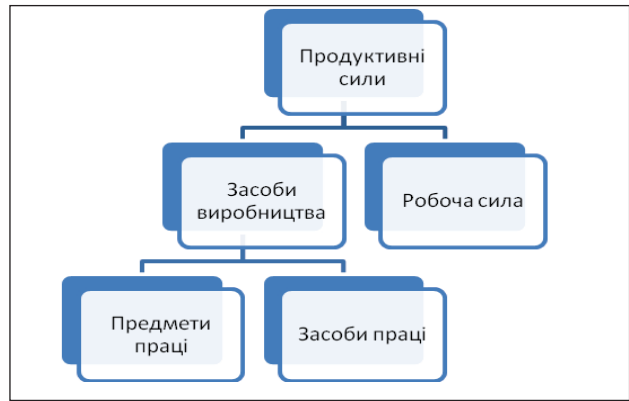 Продуктивні
сили
Засоби
виробництва
Робоча сила
Предмети
праці
Засоби праці